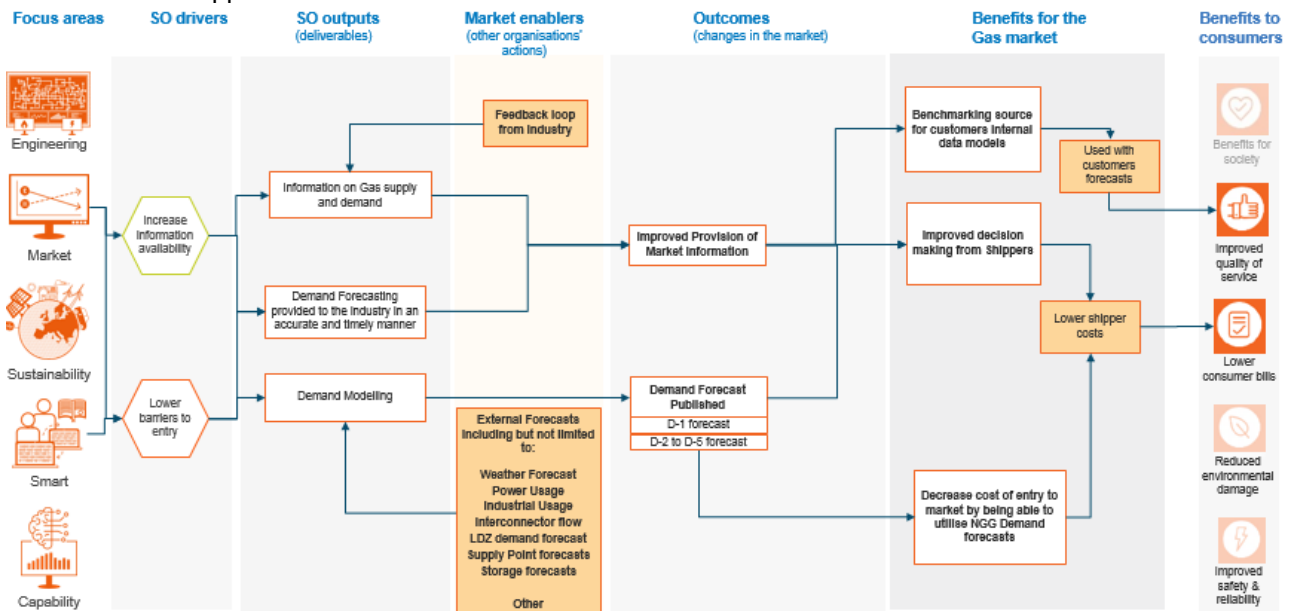 Focus areas
SO drivers
SO outputs
(deliverables)
Market enablers
(other organisations'
actions)
Outcomes
(changes in the market)
Benefits for the
Gas market
Benefits to
consumers
Engineering
Market
Sustainability
Smart
Capability
Increase
Information
availability
Lower
barriers to
entry
Information on Gas supply
and demand
Demand Forecasting
provided to the industry in an
accurate and timely manner
Demand Modelling
Feedback loop
from Industry
External Forecasts
Including but not limited
to:
Weather Forecast
Power Usage
Industrial Usage
Interconnector flow
LDZ demand forecast
Supply Point forecasts
Storage forecasts
Other
Improved Provision of
Market Information
Demand Forecast
Published
D-1 forecast
D-2 to D-5 forecast
Benchmarking source
for customers Internal
data models
Used with
customers
forecasts
Improved decision
making from Shippers
Lower shipper
costs
Decrease cost of entry to
market by being able to
utilise NGG Demand
forecasts
Benefits for
society
Improved
quality of
service
Lower
consumer bills
Reduced
environmental
damage
Improved
safety &
reliability